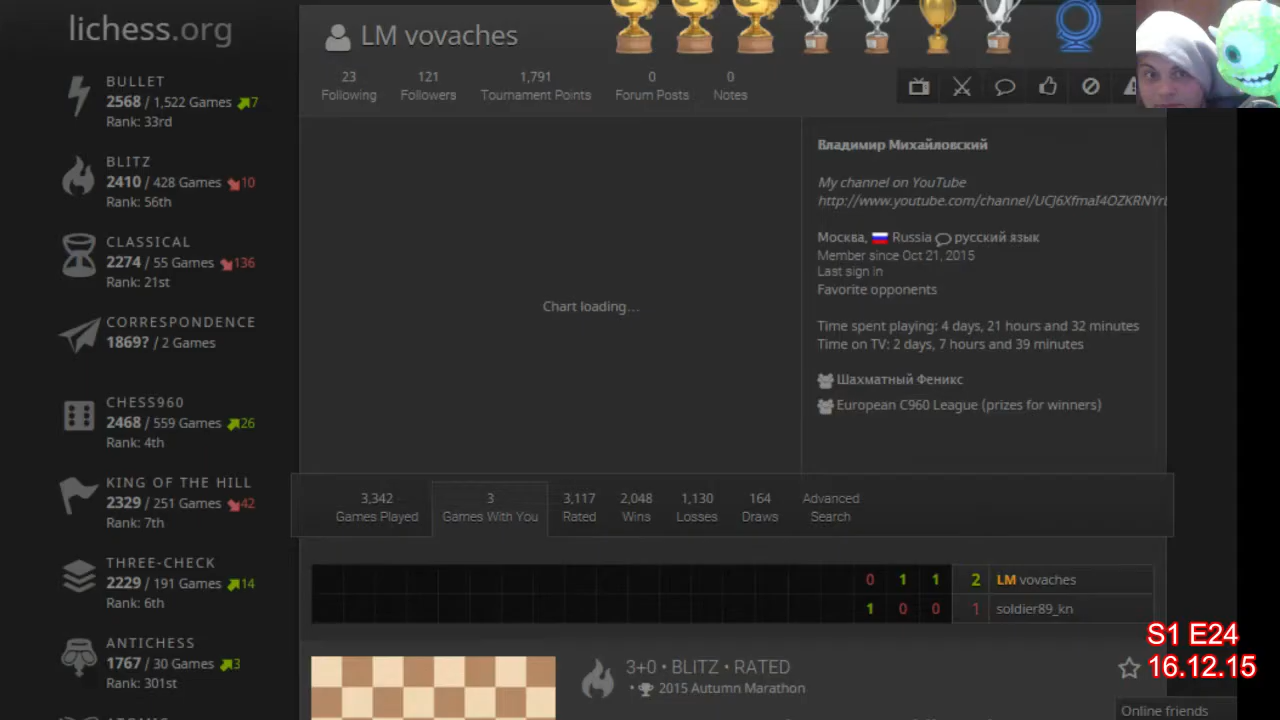 lichess.org
LM vovaches
23
Following
121
Followers
1,791
Tournament Points
0
Forum Posts
0
Notes
BULLET
2568 / 1,522 Games 7
Rank: 33rd
BLITZ
2410 / 428 Games 10
Rank: 56th
CLASSICAL
2274 / 55 Games 136
Rank: 21st
CORRESPONDENCE
1869? / 2 Games
CHESS960
2468 / 559 Games 26
Rank: 4th
KING OF THE HILL
2329 / 251 Games 42
Rank: 7th
THREE-CHECK
2229 / 191 Games 14
Rank: 6th
ANTICHESS
1767 / 30 Games 3
Rank: 301st
Chart loading...
Владимир Михайловский
My channel on YouTube
Москва, Russia русский язык
Member since Oct 21, 2015
Last sign in
Favorite opponents
Time spent playing: 4 days, 21 hours and 32 minutes
Time on TV: 2 days, 7 hours and 39 minutes
Шахматный Феникс
European C960 League (prizes for winners)
3,342
Games Played
3
Games With You
3,117
Rated
2,048
Wins
1,130
Losses
164
Draws
Advanced
Search
0 1 1 2 LM vovaches
1 0 0 1 soldier89_kn
3+0 • BLITZ • RATED
• 2015 Autumn Marathon
S1 E24
16.12.15
Online friends